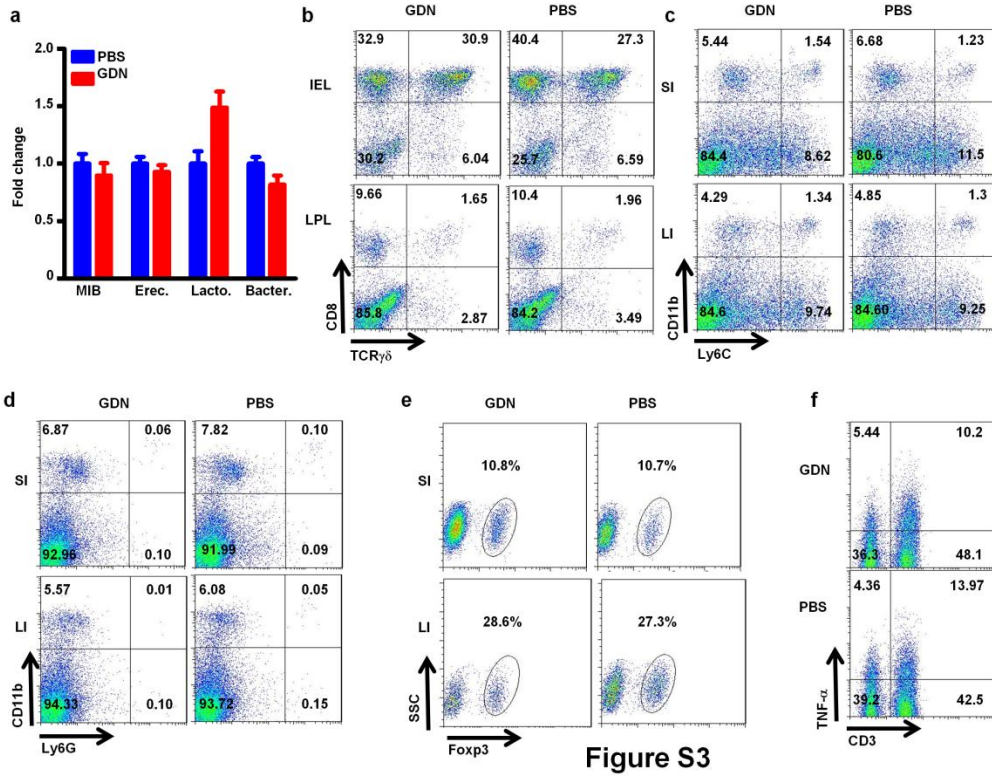 a
2.0
1.5
1.0
0.5
0
Fold change
PBS
GDN
MIB Erec. Lacto. Bacter.
b
GDN PBS
IEL
32.9 30.9 40.4 27.3
30.2 6.04 25.7 6.59
LPL
9.66 1.65 10.4 1.96
85.8 2.87 84.2 3.49
CD8
TCRγδ
c
GDN PBS
SI
5.44 1.54 6.68 1.23
84.4 8.62 80.6 11.5
LI
4.29 1.34 4.85 1.3
84.6 9.74 84.60 9.25
CD11b
Ly6C
d
GDN PBS
SI
6.87 0.06 7.82 0.10
92.96 0.10 91.99 0.09
LI
5.57 0.01 6.08 0.05
94.33 0.10 93.72 0.15
CD11b
Ly6G
e
GDN PBS
SI
10.8% 10.7%
LI
28.6% 27.3%
SSC
Foxp3
f
GDN
5.44 10.2
36.3 48.1
PBS
4.36 13.97
39.2 42.5
TNF-α
CD3
Figure S3